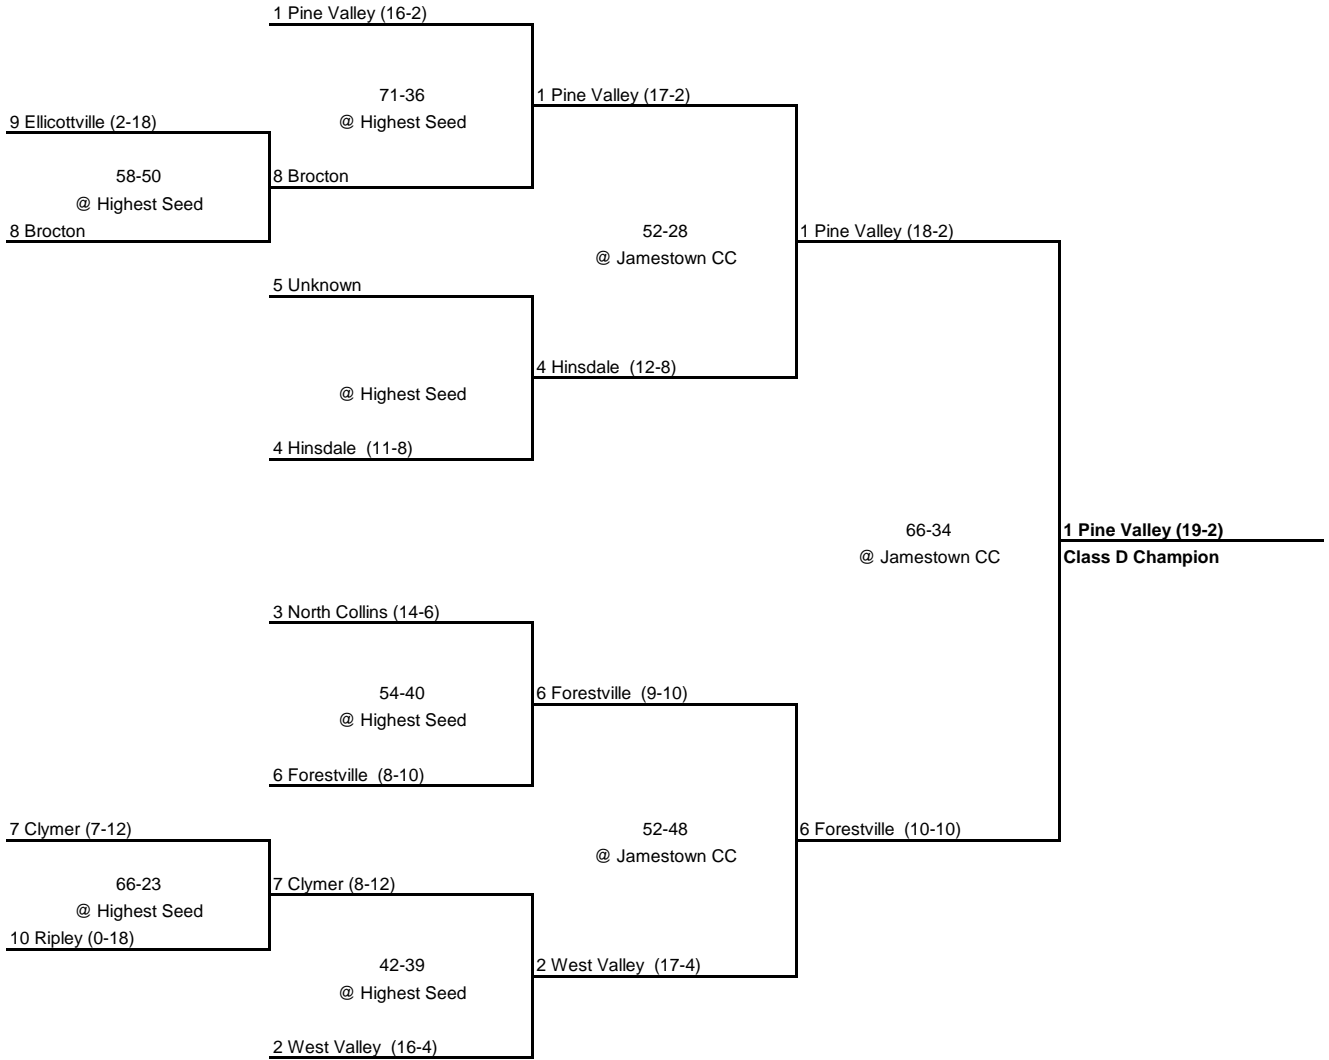 1 Pine Valley (16-2)
71-36
@ Highest Seed
1 Pine Valley (17-2)
9 Ellicottville (2-18)
58-50
@ Highest Seed
8 Brocton
8 Brocton
52-28
@ Jamestown CC
1 Pine Valley (18-2)
5 Unknown
@ Highest Seed
4 Hinsdale  (12-8)
4 Hinsdale  (11-8)
66-34
@ Jamestown CC
1 Pine Valley (19-2)
Class D Champion
3 North Collins (14-6)
54-40
@ Highest Seed
6 Forestville  (9-10)
6 Forestville  (8-10)
7 Clymer (7-12)
66-23
@ Highest Seed
7 Clymer (8-12)
10 Ripley (0-18)
52-48
@ Jamestown CC
6 Forestville  (10-10)
42-39
@ Highest Seed
2 West Valley  (17-4)
2 West Valley  (16-4)